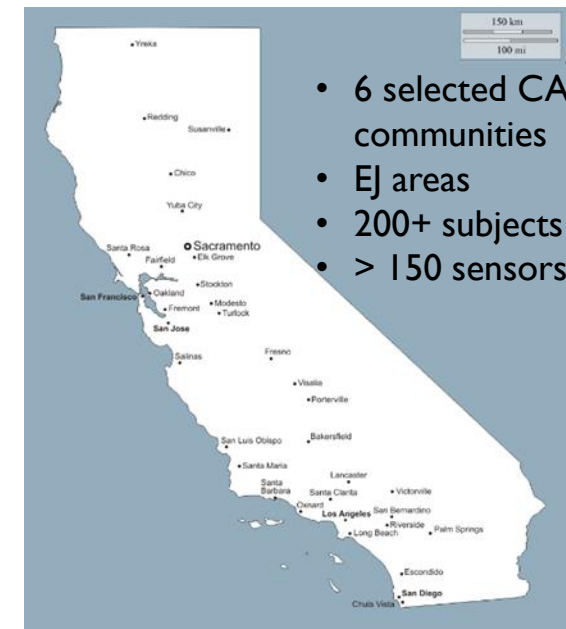 150 km
100 mi
• 6 selected CA
communities
• EJ areas
• 200+ subjects
• > 150 sensors
Yreka
Redding
Susanville
Chico
Yuba City
Sacramento
Santa Rosa
Elk Grove
Fairfield
Stockton
San Francisco
Oakland
Modesto
Fremont
Turlock
San Jose
Salinas
Fresno
Visalia
Porterville
San Luis Obispo
Bakersfield
Santa Maria
Lancaster
Santa
Barbara
Santa Clarita
Victorville
Oxnard
Los Angeles
San Bernardino
Riverside
Long Beach
Palm Springs
Escondido
San Diego
Chula Vista